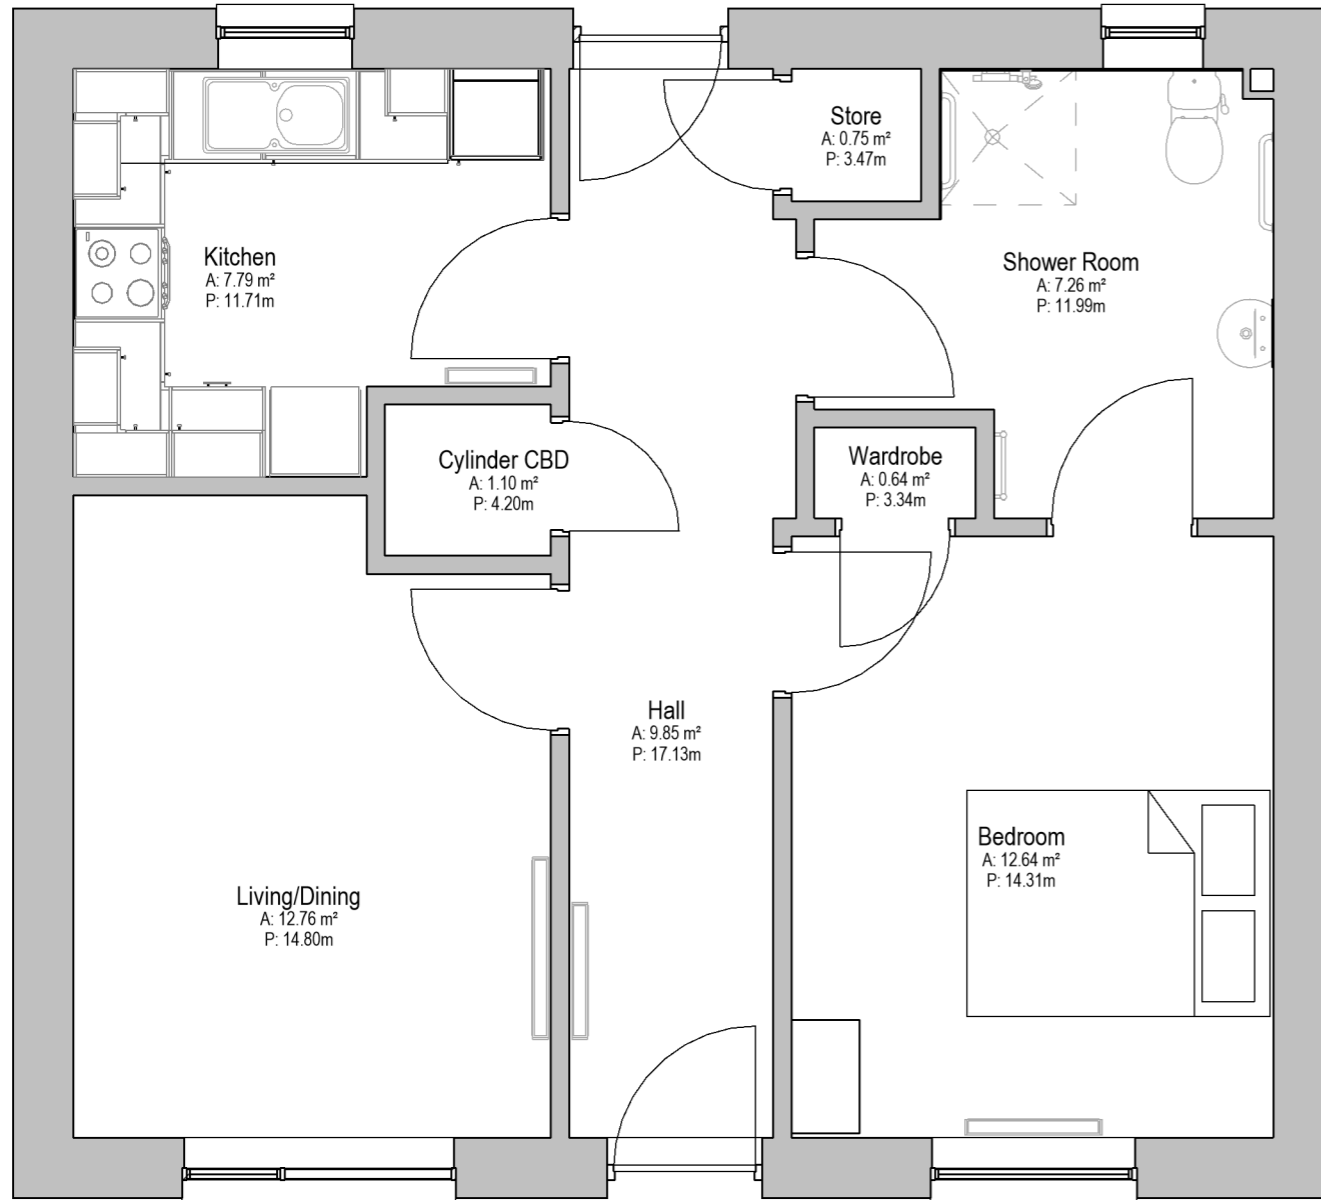 Store
A: 0.75 m²
P: 3.47m
Kitchen
A: 7.79 m²
P: 11.71m
Shower Room
A: 7.26 m²
P: 11.99m
Cylinder CBD
A: 1.10 m²
P: 4.20m
Wardrobe
A: 0.64 m²
P: 3.34m
Hall
A: 9.85 m²
P: 17.13m
Bedroom
A: 12.64 m²
P: 14.31m
Living/Dining
A: 12.76 m²
P: 14.80m